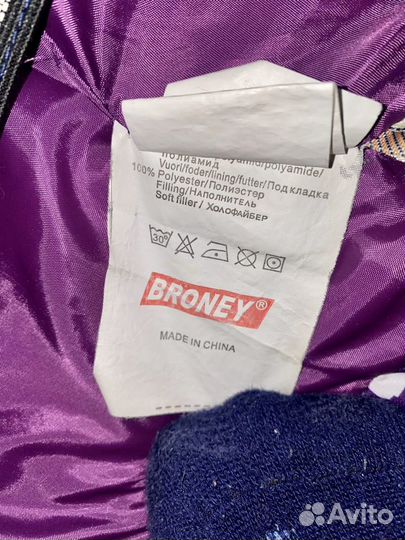 полиамид polyamide/
Vuori/foder/lining/futter/Подкладка
100% Polyester/Полиэстер
Filling/Наполнитель
Soft filler/Холофайбер
30°
BRONEY®
MADE IN CHINA
Avito